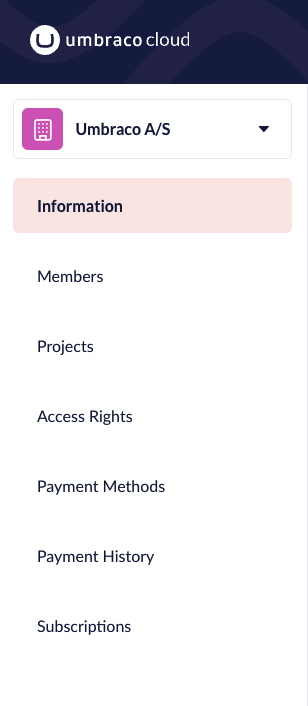 umbraco cloud
Umbraco A/S
Information
Members
Projects
Access Rights
Payment Methods
Payment History
Subscriptions